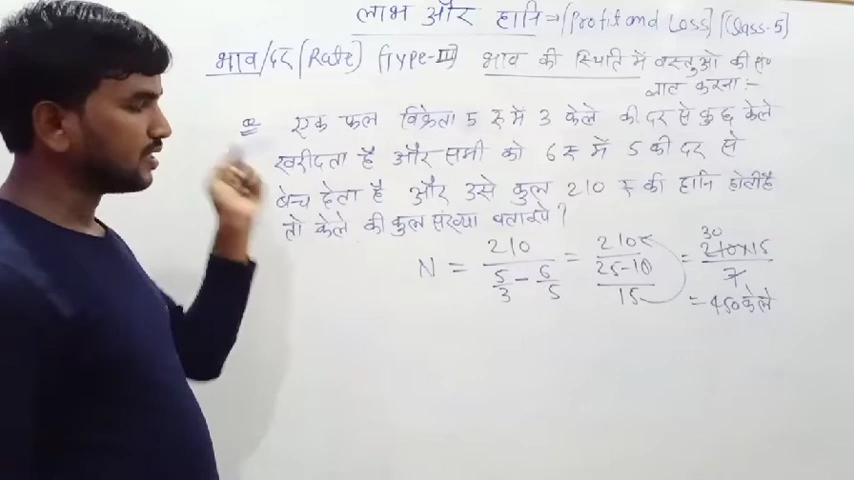 लाभ और हानि ⇒ [Profit and Loss] [Class-5]
भाव/दर [Rate] [TYPE-III] भाव की स्थिति में वस्तुओ की सं०
ज्ञात करना:-
Q एक फल विक्रेता 5 रु में 3 केले की दर से कुछ केले
खरीदता है और सभी को 6 रु में 5 की दर से
बेच देता है और उसे कुल 210 रु की हानि होती है
तो केले की कुल संख्या बताइये?
N = 210 / (5/3 - 6/5) = 210 / ((25-18)/15) = 30 210×15 / 7
= 450 केले